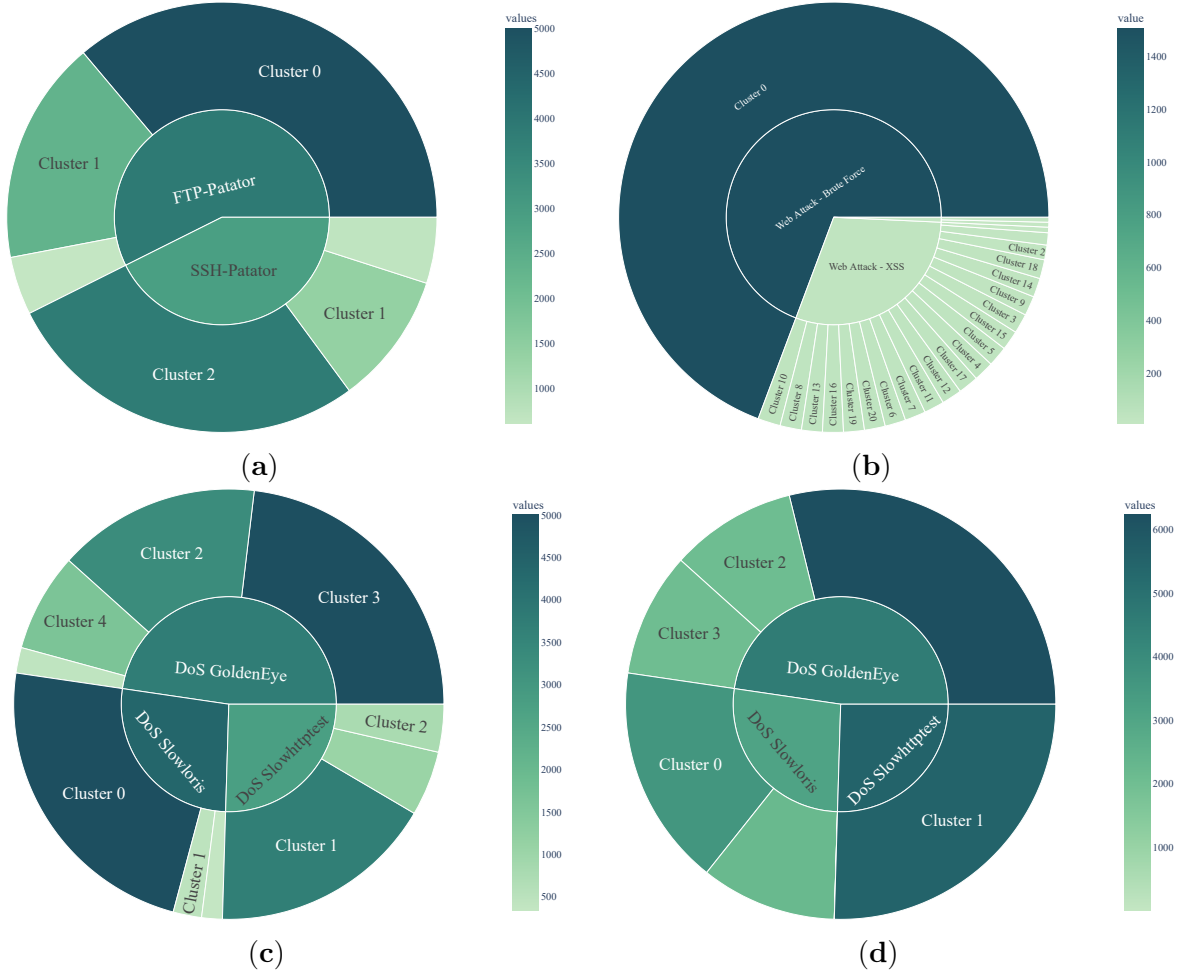 values
5000
4500
4000
3500
3000
2500
2000
1500
1000
Cluster 0
Cluster 1
FTP-Patator
SSH-Patator
Cluster 1
Cluster 2
(a)
value
1400
1200
1000
800
600
400
200
Cluster 0
Web Attack - Brute Force
Web Attack - XSS
Cluster 2
Cluster 18
Cluster 14
Cluster 9
Cluster 3
Cluster 15
Cluster 5
Cluster 4
Cluster 17
Cluster 12
Cluster 11
Cluster 7
Cluster 6
Cluster 20
Cluster 19
Cluster 16
Cluster 13
Cluster 8
Cluster 10
(b)
values
5000
4500
4000
3500
3000
2500
2000
1500
1000
500
Cluster 2
Cluster 3
Cluster 4
DoS GoldenEye
DoS Slowloris
DoS Slowhttptest
Cluster 2
Cluster 0
Cluster 1
Cluster 1
(c)
values
6000
5000
4000
3000
2000
1000
Cluster 2
Cluster 3
DoS GoldenEye
DoS Slowloris
DoS Slowhttptest
Cluster 0
Cluster 1
(d)